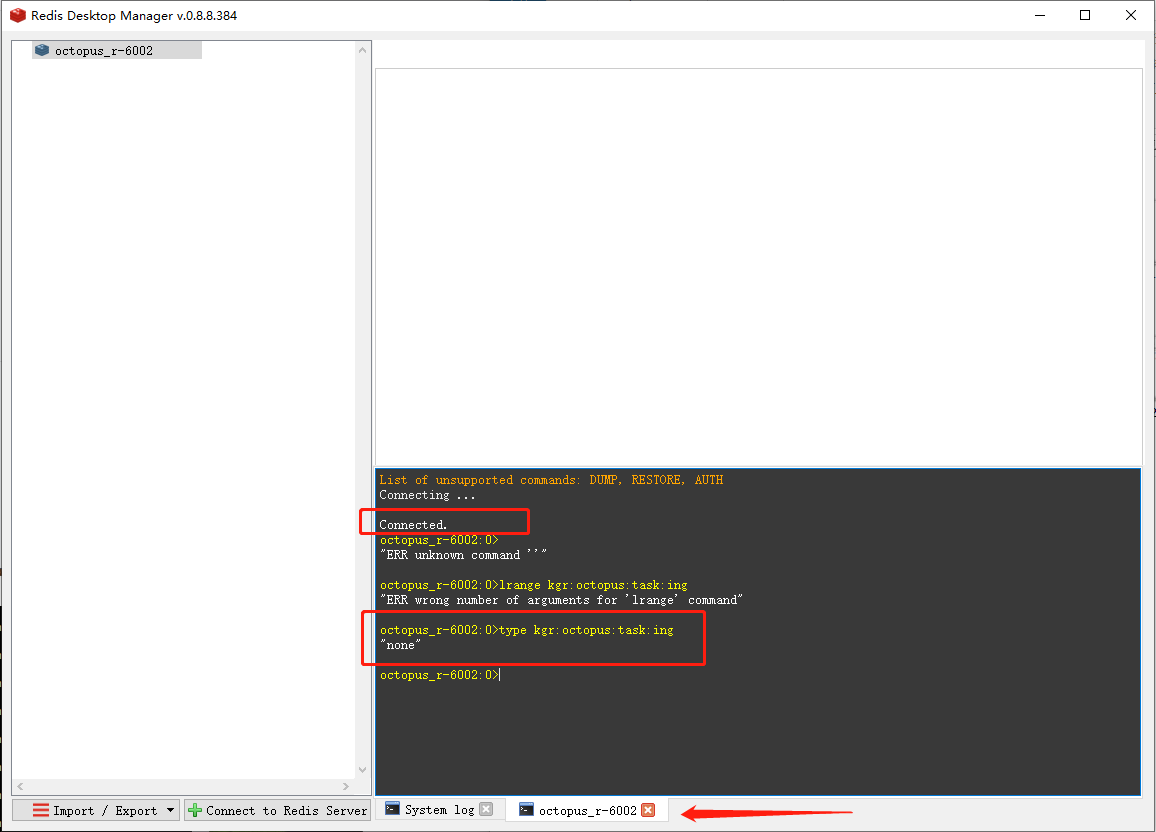 Redis Desktop Manager v.0.8.8.384
octopus_r-6002
List of unsupported commands: DUMP, RESTORE, AUTH
Connecting ...
Connected.
octopus_r-6002:0>
"ERR unknown command ''"
octopus_r-6002:0>lrange kgr:octopus:task:ing
"ERR wrong number of arguments for 'lrange' command"
octopus_r-6002:0>type kgr:octopus:task:ing
"none"
octopus_r-6002:0>
Import / Export
Connect to Redis Server
System log
octopus_r-6002